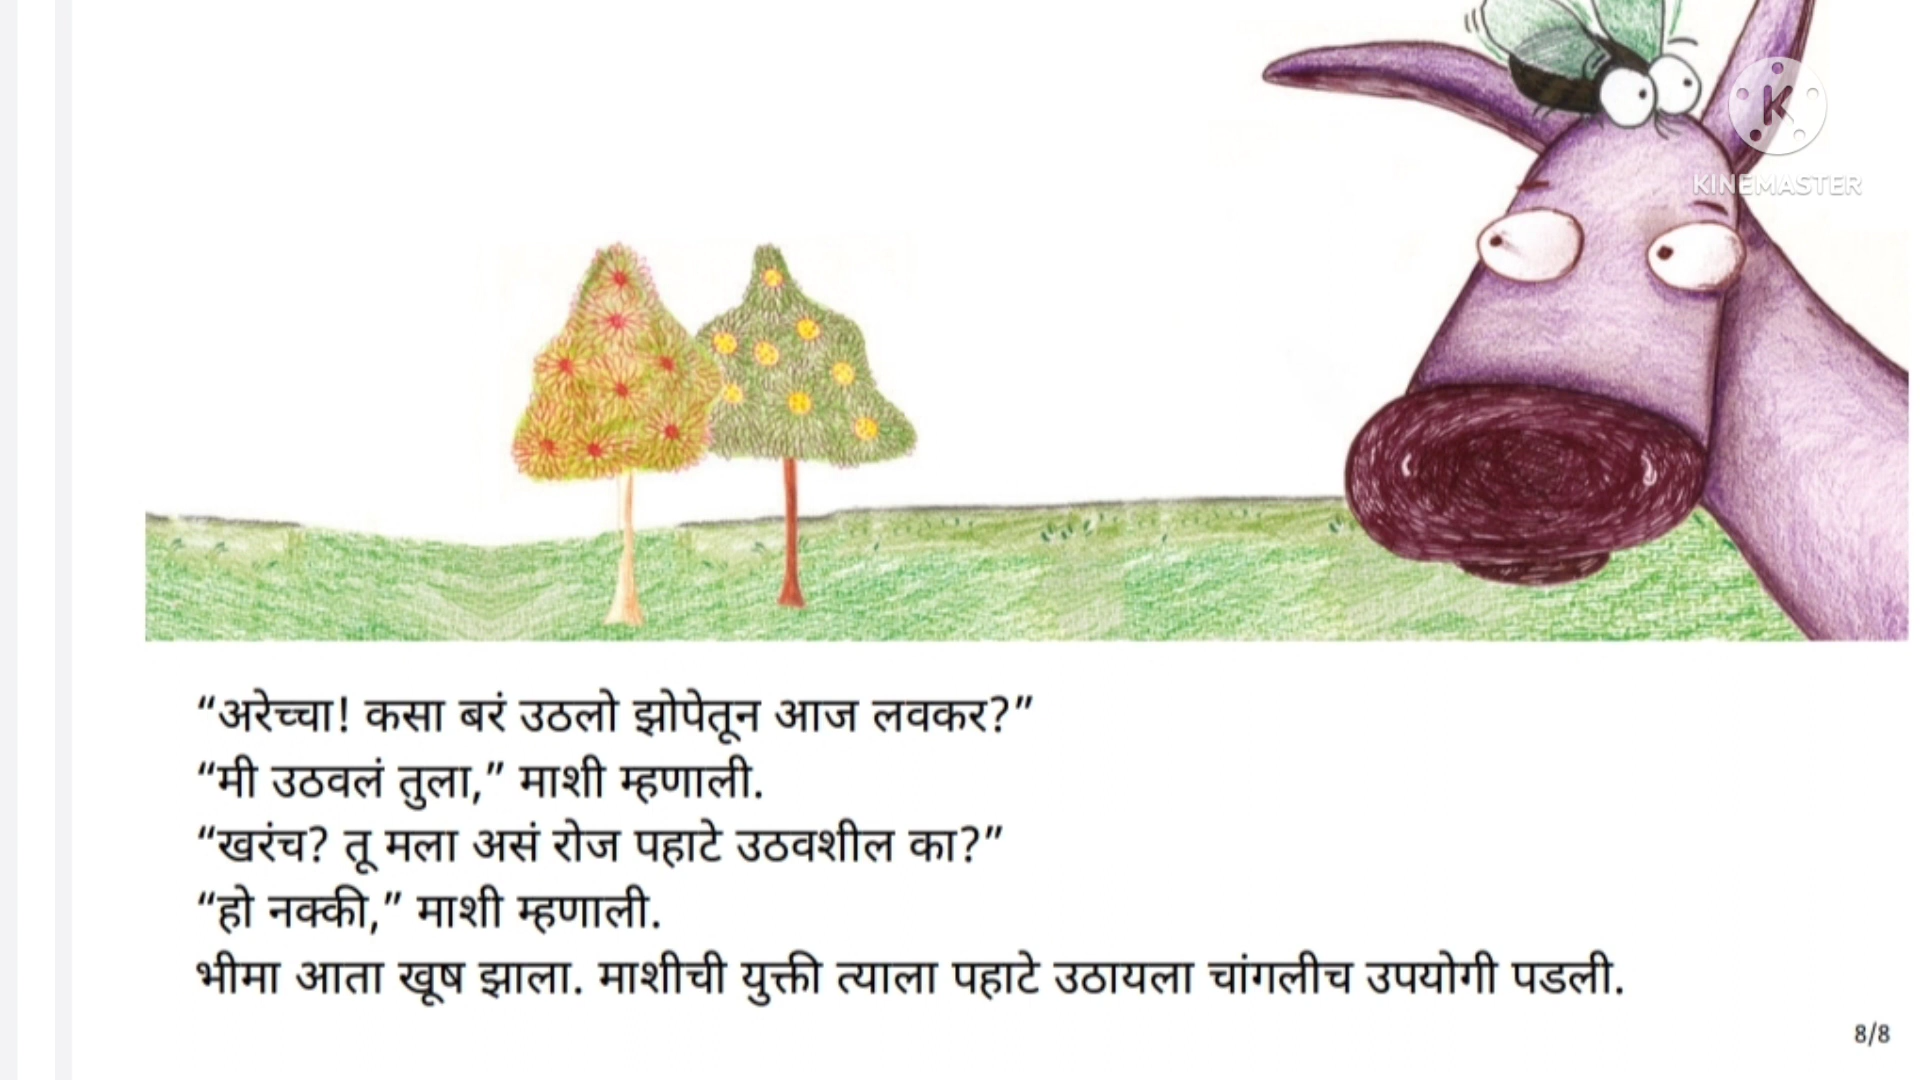 KINEMASTER
“अरेच्चा! कसा बरं उठलो झोपेतून आज लवकर?”
“मी उठवलं तुला,” माशी म्हणाली.
“खरंच? तू मला असं रोज पहाटे उठवशील का?”
“हो नक्की,” माशी म्हणाली.
भीमा आता खूष झाला. माशीची युक्ती त्याला पहाटे उठायला चांगलीच उपयोगी पडली.
8/8